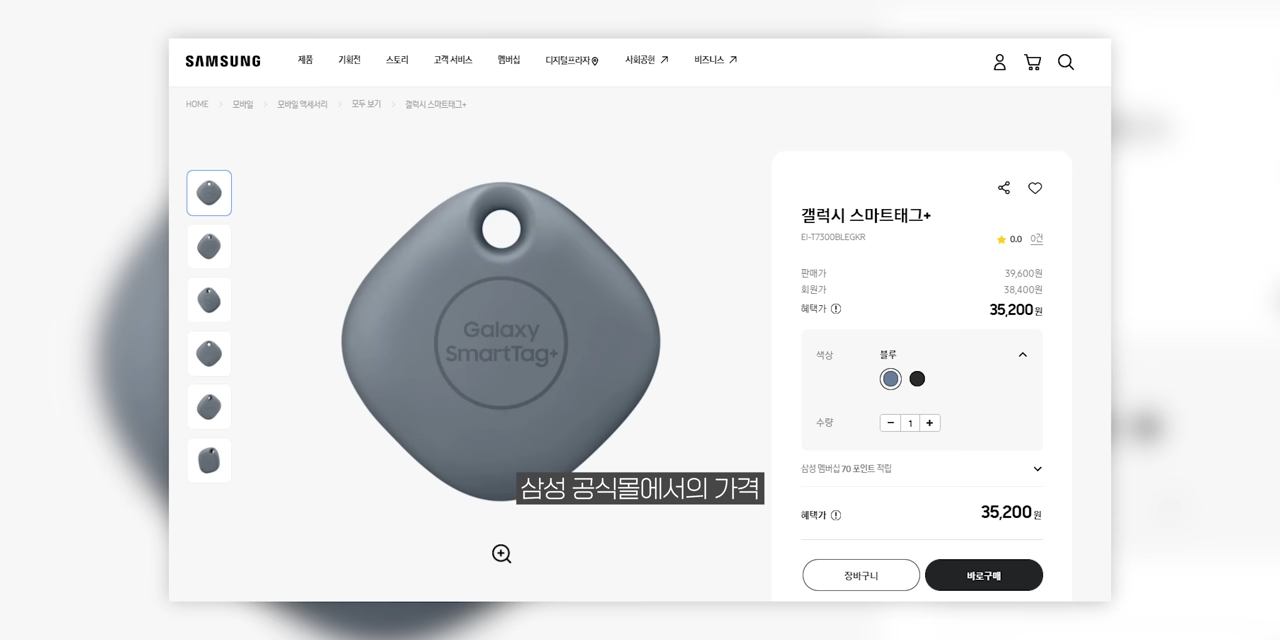 SAMSUNG 제품 기획전 스토리 고객 서비스 멤버십 디지털프라자 사회공헌 비즈니스
HOME > 모바일 > 모바일 액세서리 > 모두 보기 > 갤럭시 스마트태그+
갤럭시 스마트태그+
EI-T7300BLEGKR 0.0 0건
판매가 39,600원
회원가 38,400원
혜택가 35,200원
Galaxy
SmartTag+
색상 블루
수량 - 1 +
삼성 멤버십 70 포인트 적립
삼성 공식몰에서의 가격
혜택가 35,200원
장바구니 바로구매